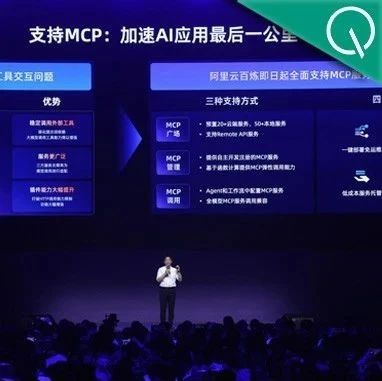 支持MCP：加速AI应用最后一公里
工具交互问题
优势
稳定调用外部工具
服务更广泛
插件能力大幅提升
阿里云百炼即日起全面支持MCP服务
三种支持方式
MCP
广场
• 预置20+云端服务，50+本地服务
• 支持Remote API服务
MCP
管理
• 提供自主开发注册的MCP服务
• 基于函数计算提供MCP弹性调用能力
MCP
调用
• Agent和工作流中配置MCP服务
• 全模型MCP服务调用兼容
四
一键部署免运维
低成本服务托管